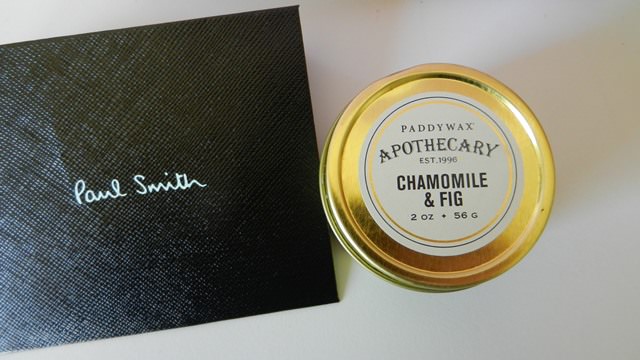 Paul Smith
PADDYWAX
APOTHECARY
EST.1996
CHAMOMILE
& FIG
2 OZ • 56 G